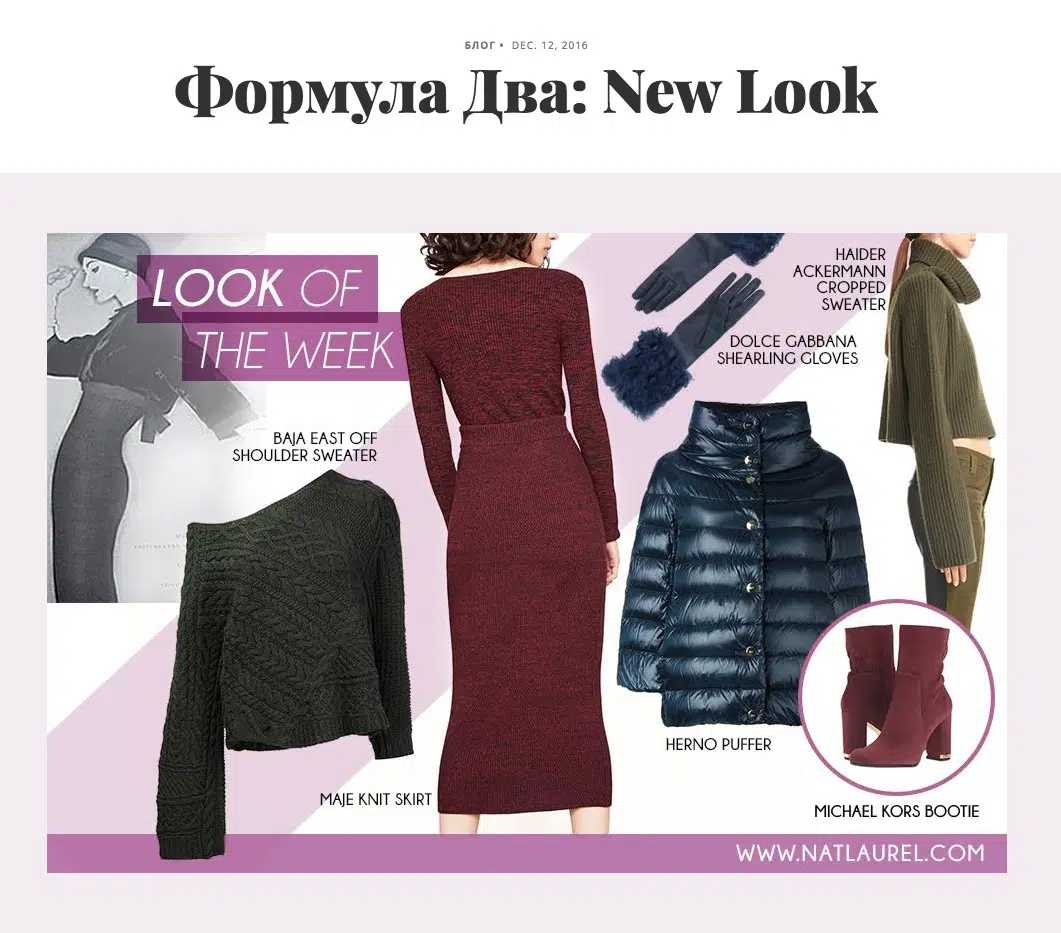 БЛОГ • DEC. 12, 2016
Формула Два: New Look
LOOK OF
THE WEEK
HAIDER
ACKERMANN
CROPPED
SWEATER
DOLCE GABBANA
SHEARLING GLOVES
BAJA EAST OFF
SHOULDER SWEATER
HERNO PUFFER
MAJE KNIT SKIRT
MICHAEL KORS BOOTIE
WWW.NATLAUREL.COM